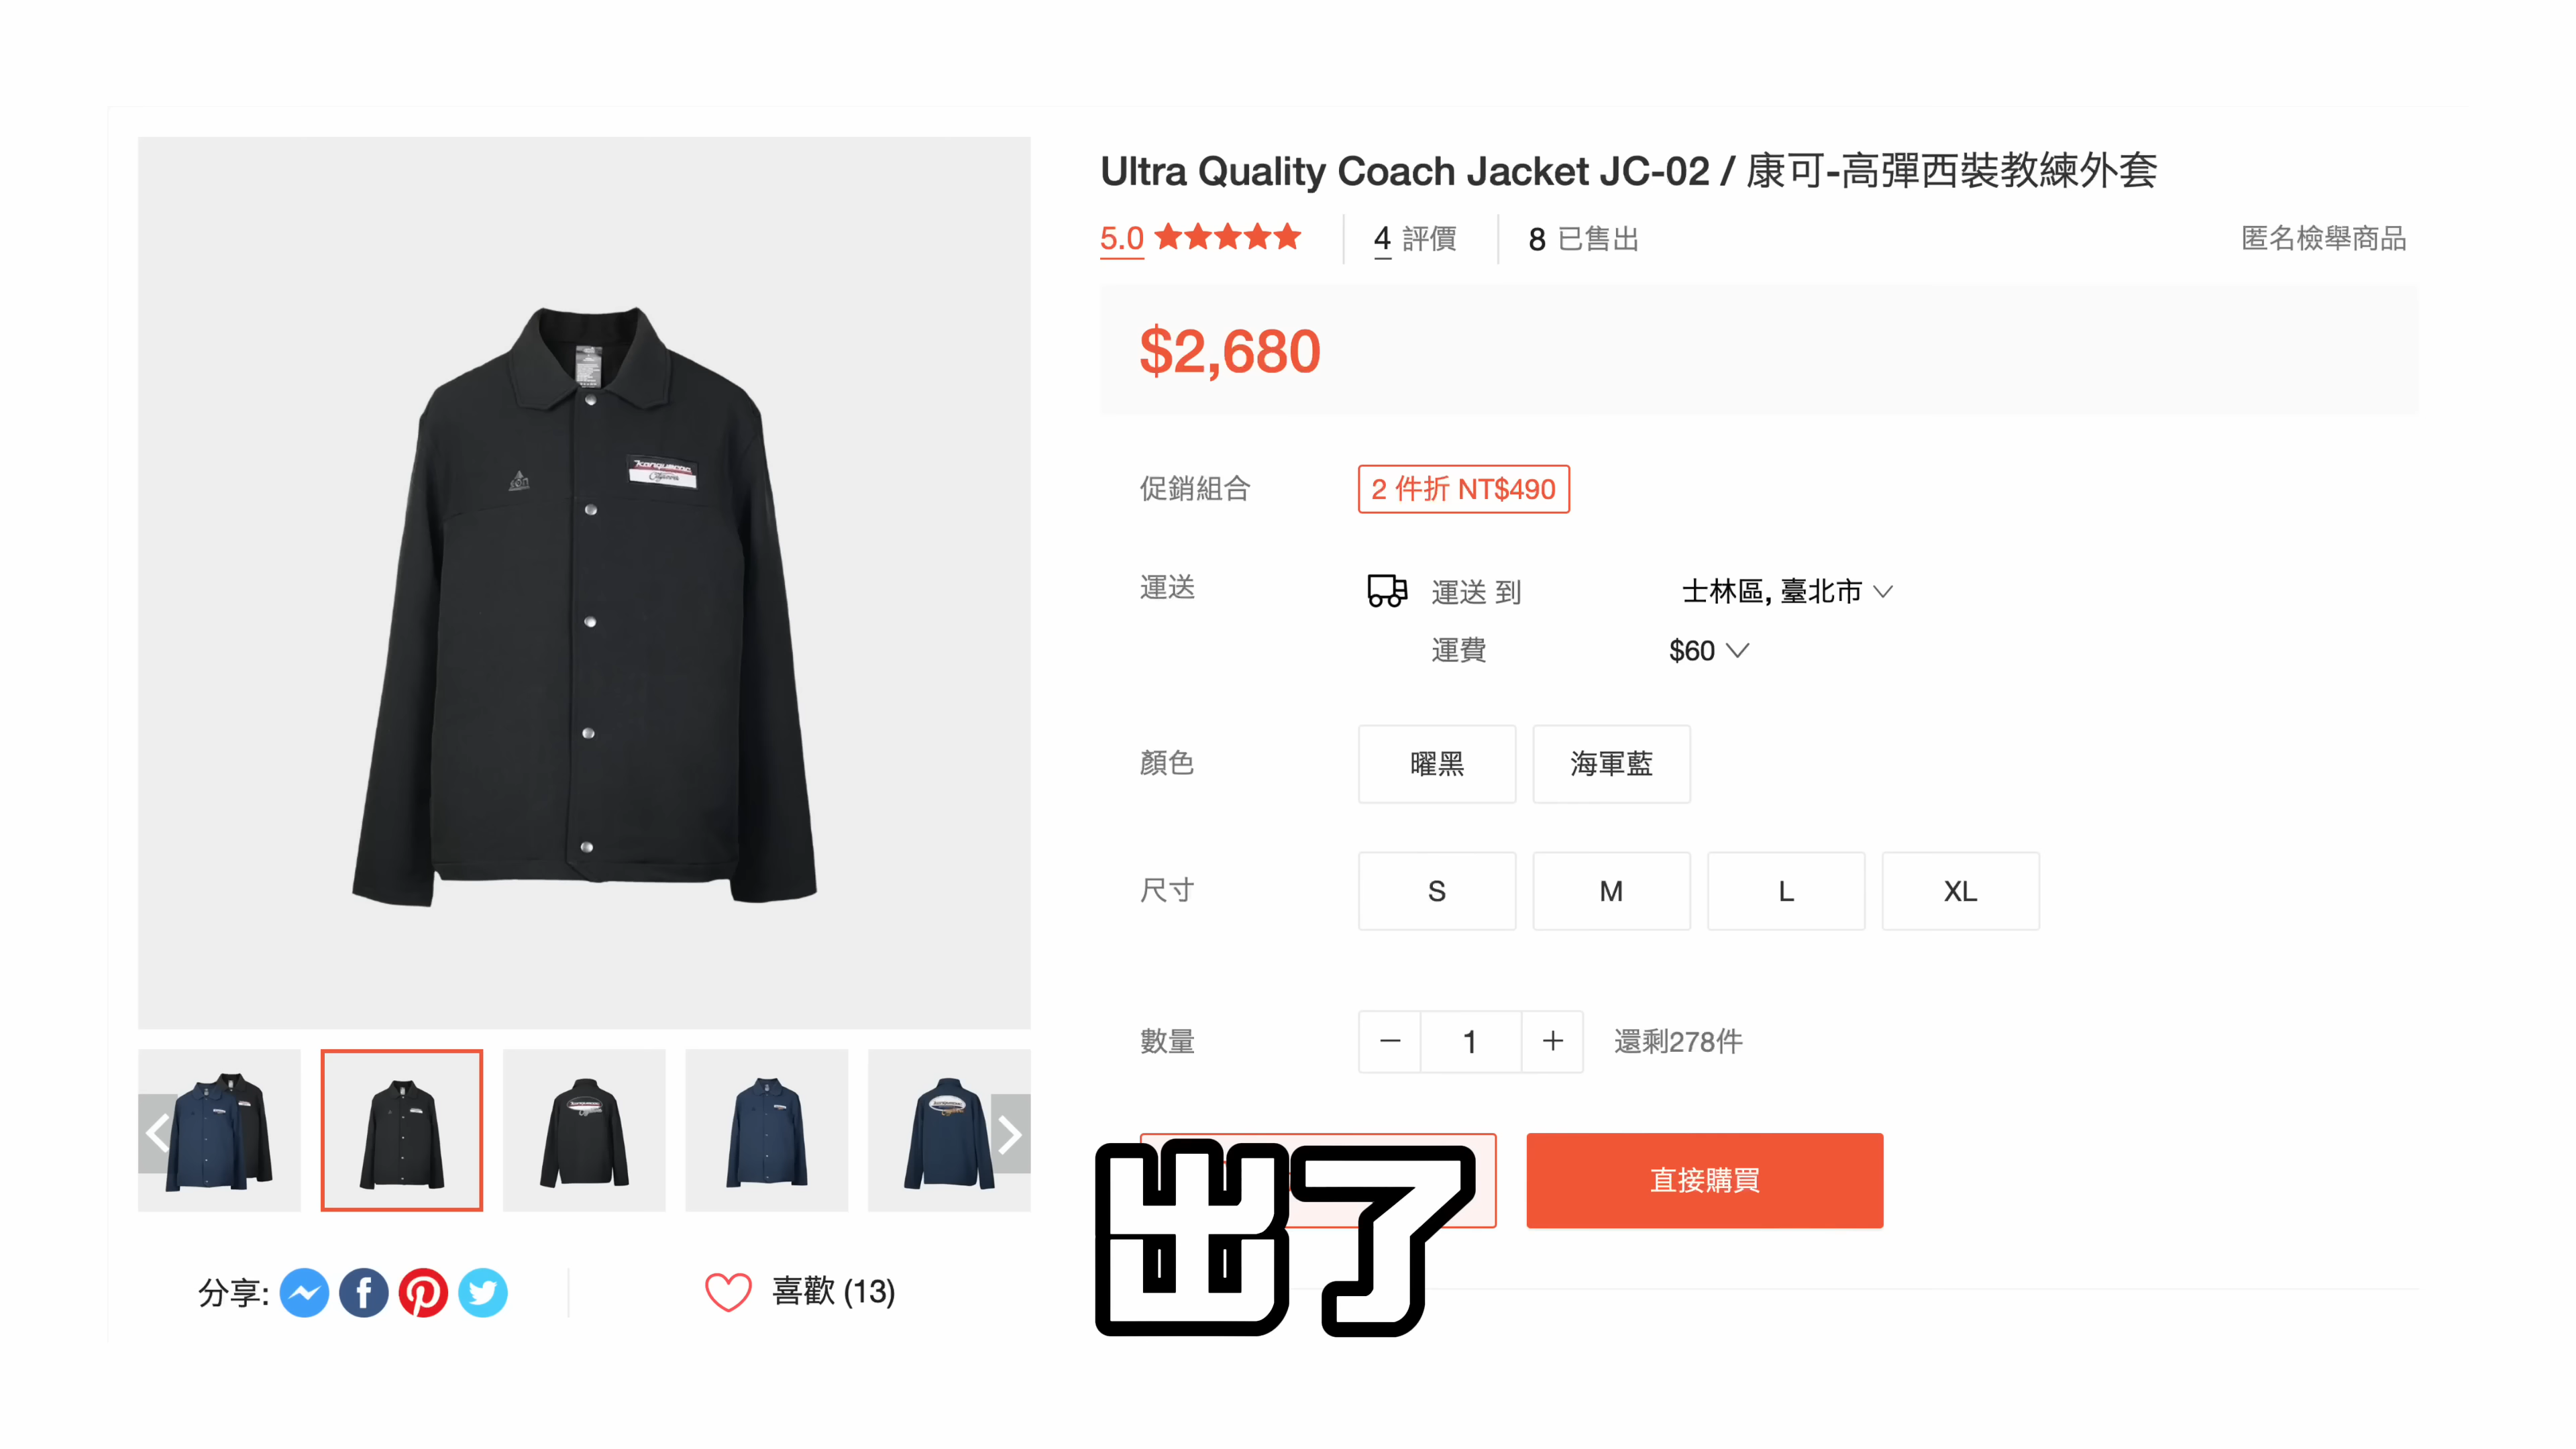 Ultra Quality Coach Jacket JC-02 / 康可-高彈西裝教練外套
5.0
4 評價
8 已售出
匿名檢舉商品
$2,680
促銷組合
2 件折 NT$490
運送
運送 到
士林區, 臺北市
運費
$60
顏色
曜黑
海軍藍
尺寸
S
M
L
XL
數量
1
還剩278件
直接購買
出了
分享:
喜歡 (13)